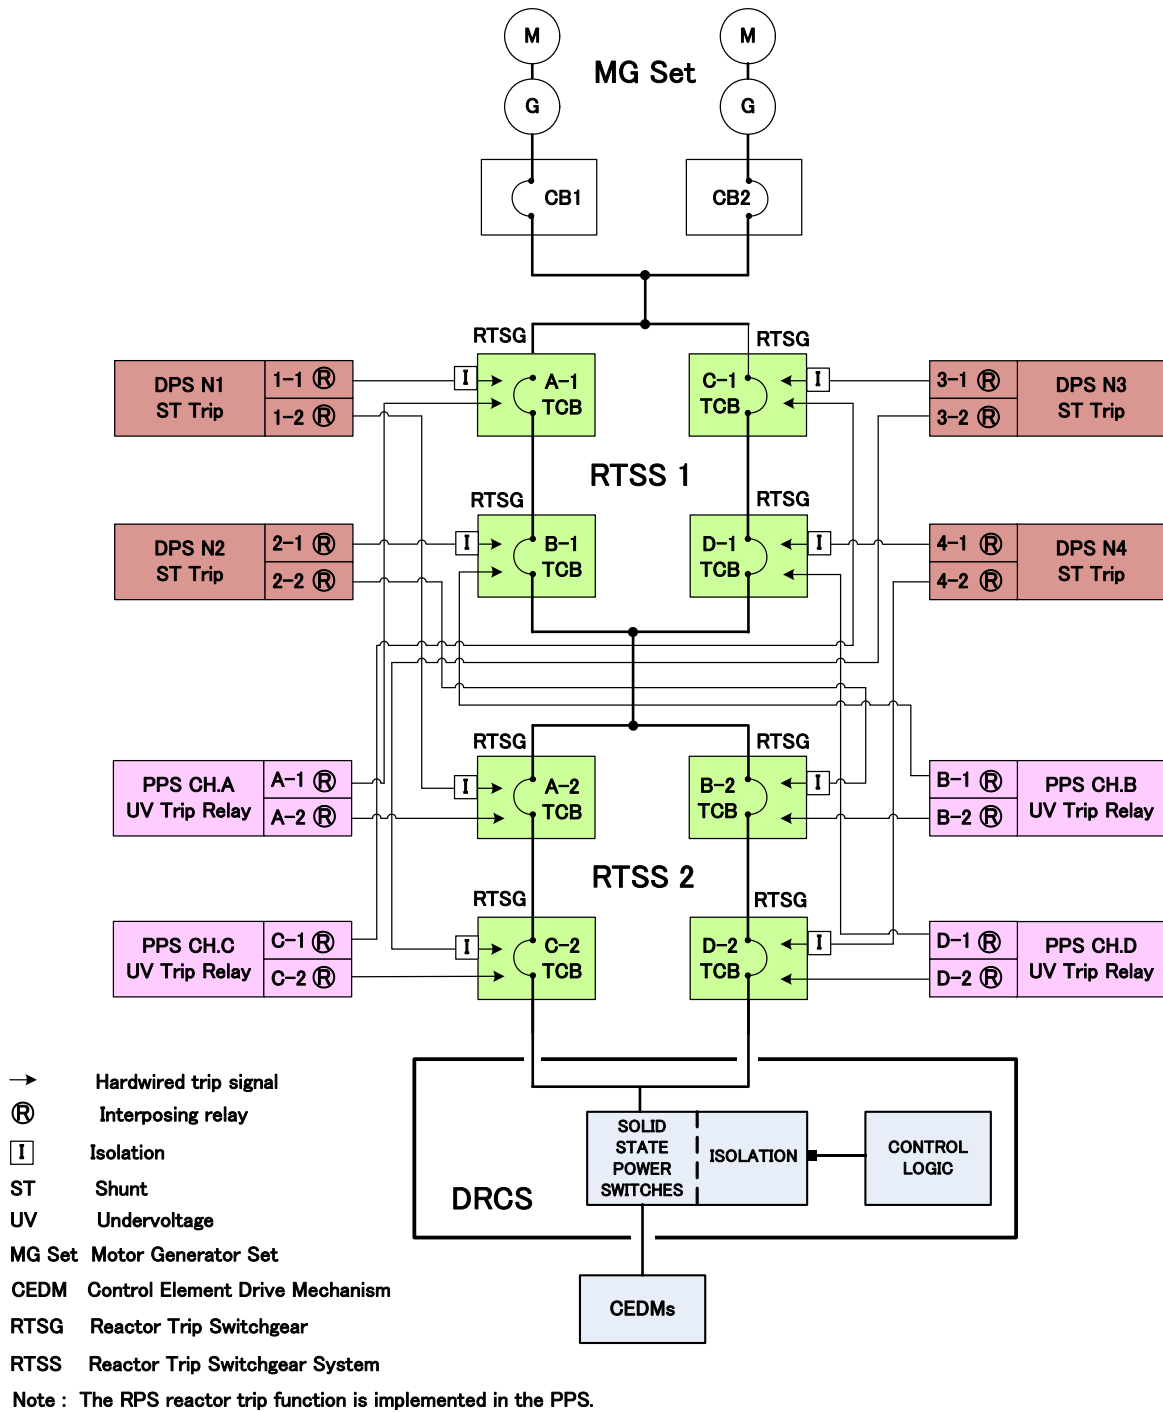 M
M
MG Set
G
G
CB1
CB2
RTSG
RTSG
DPS N1
ST Trip
1-1 R
1-2 R
I
A-1
TCB
C-1
TCB
I
3-1 R
3-2 R
DPS N3
ST Trip
RTSS 1
RTSG
RTSG
DPS N2
ST Trip
2-1 R
2-2 R
I
B-1
TCB
D-1
TCB
I
4-1 R
4-2 R
DPS N4
ST Trip
RTSG
RTSG
PPS CH.A
UV Trip Relay
A-1 R
A-2 R
I
A-2
TCB
B-2
TCB
I
B-1 R
B-2 R
PPS CH.B
UV Trip Relay
RTSS 2
RTSG
RTSG
PPS CH.C
UV Trip Relay
C-1 R
C-2 R
I
C-2
TCB
D-2
TCB
I
D-1 R
D-2 R
PPS CH.D
UV Trip Relay
SOLID
STATE
POWER
SWITCHES
ISOLATION
CONTROL
LOGIC
DRCS
CEDMs
→ Hardwired trip signal
R Interposing relay
I Isolation
ST Shunt
UV Undervoltage
MG Set Motor Generator Set
CEDM Control Element Drive Mechanism
RTSG Reactor Trip Switchgear
RTSS Reactor Trip Switchgear System
Note : The RPS reactor trip function is implemented in the PPS.